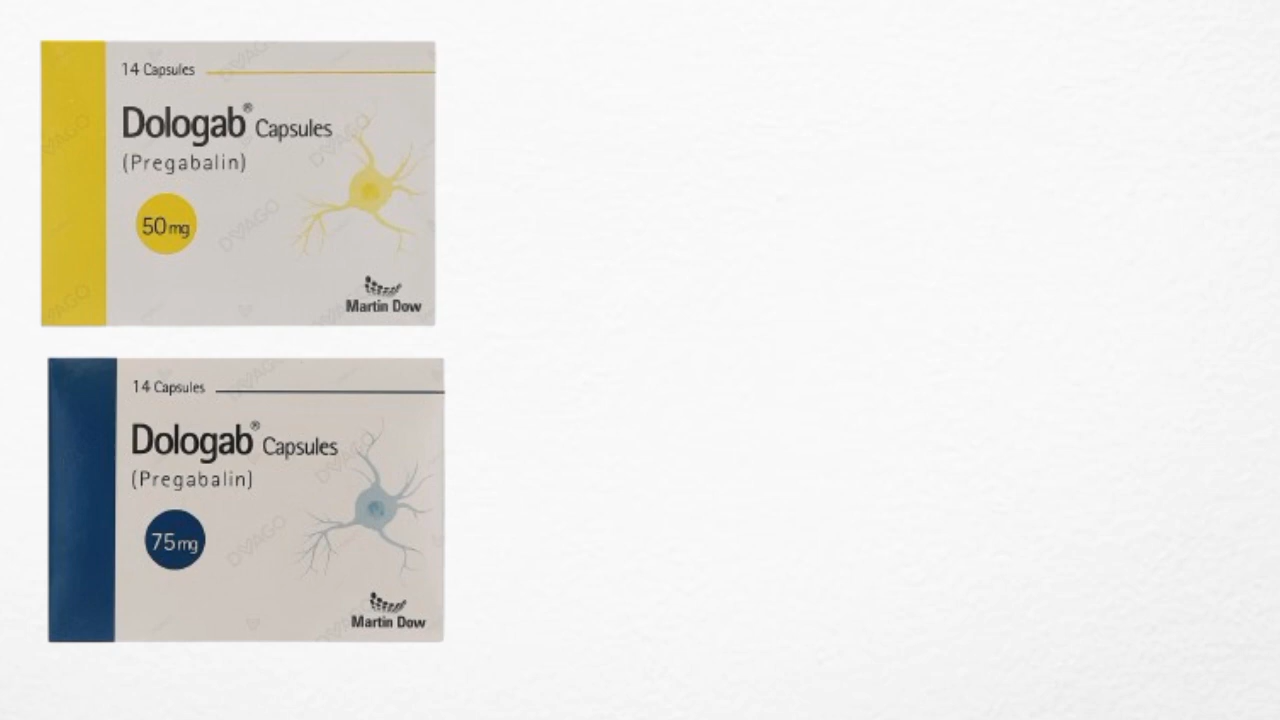 14 Capsules
Dologab® Capsules
(Pregabalin)
50mg
Martin Dow
14 Capsules
Dologab® Capsules
(Pregabalin)
75mg
Martin Dow